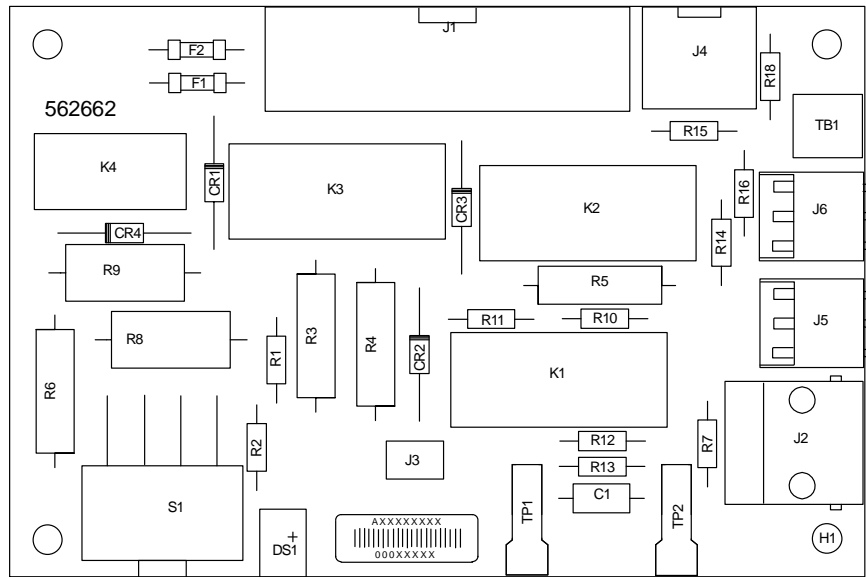 J1
F2
J4
F1
R18
562662
TB1
R15
K4
CR1
K3
CR3
K2
R16
J6
CR4
R14
R9
R5
R3
R4
R11
R10
J5
R8
R1
CR2
K1
R6
R2
R12
R7
J2
J3
R13
C1
S1
TP1
TP2
AXXXXXXXX
H1
DS1
+
000XXXXX